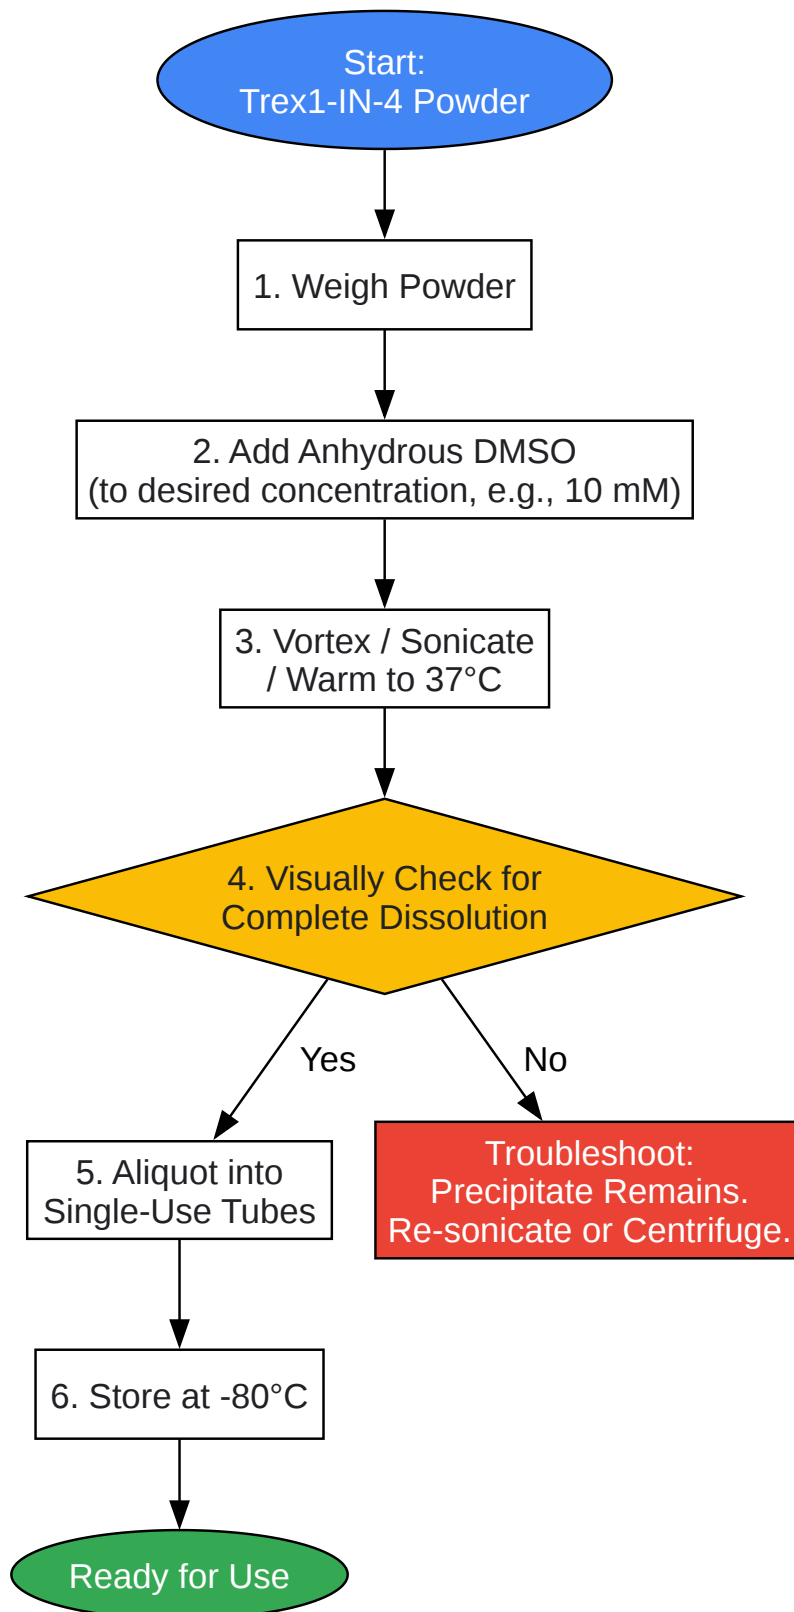 Start:
Trex1-IN-4 Powder
1. Weigh Powder
2. Add Anhydrous DMSO
(to desired concentration, e.g., 10 mM)
3. Vortex / Sonicate
/ Warm to 37°C
4. Visually Check for
Complete Dissolution
Yes
No
5. Aliquot into
Single-Use Tubes
Troubleshoot:
Precipitate Remains.
Re-sonicate or Centrifuge.
6. Store at -80°C
Ready for Use